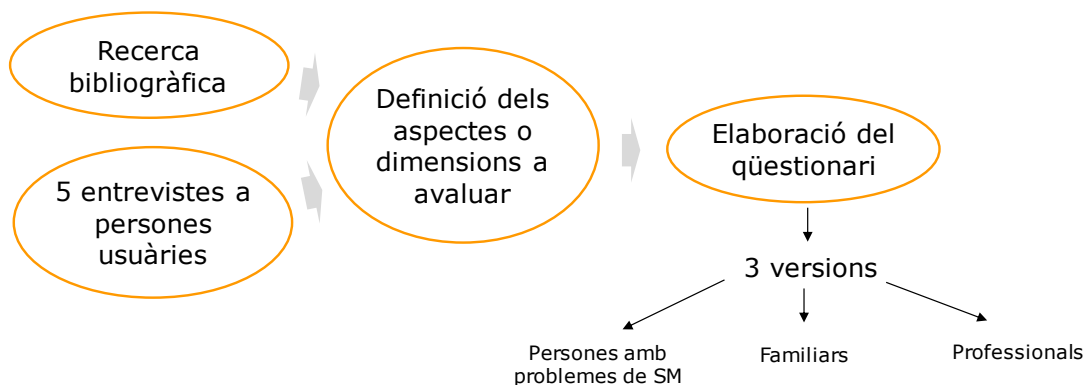 Recerca
bibliogràfica
5 entrevistes a
persones
usuàries
Definició dels
aspectes o
dimensions a
avaluar
Elaboració del
qüestionari
3 versions
Persones amb
problemes de SM
Familiars
Professionals